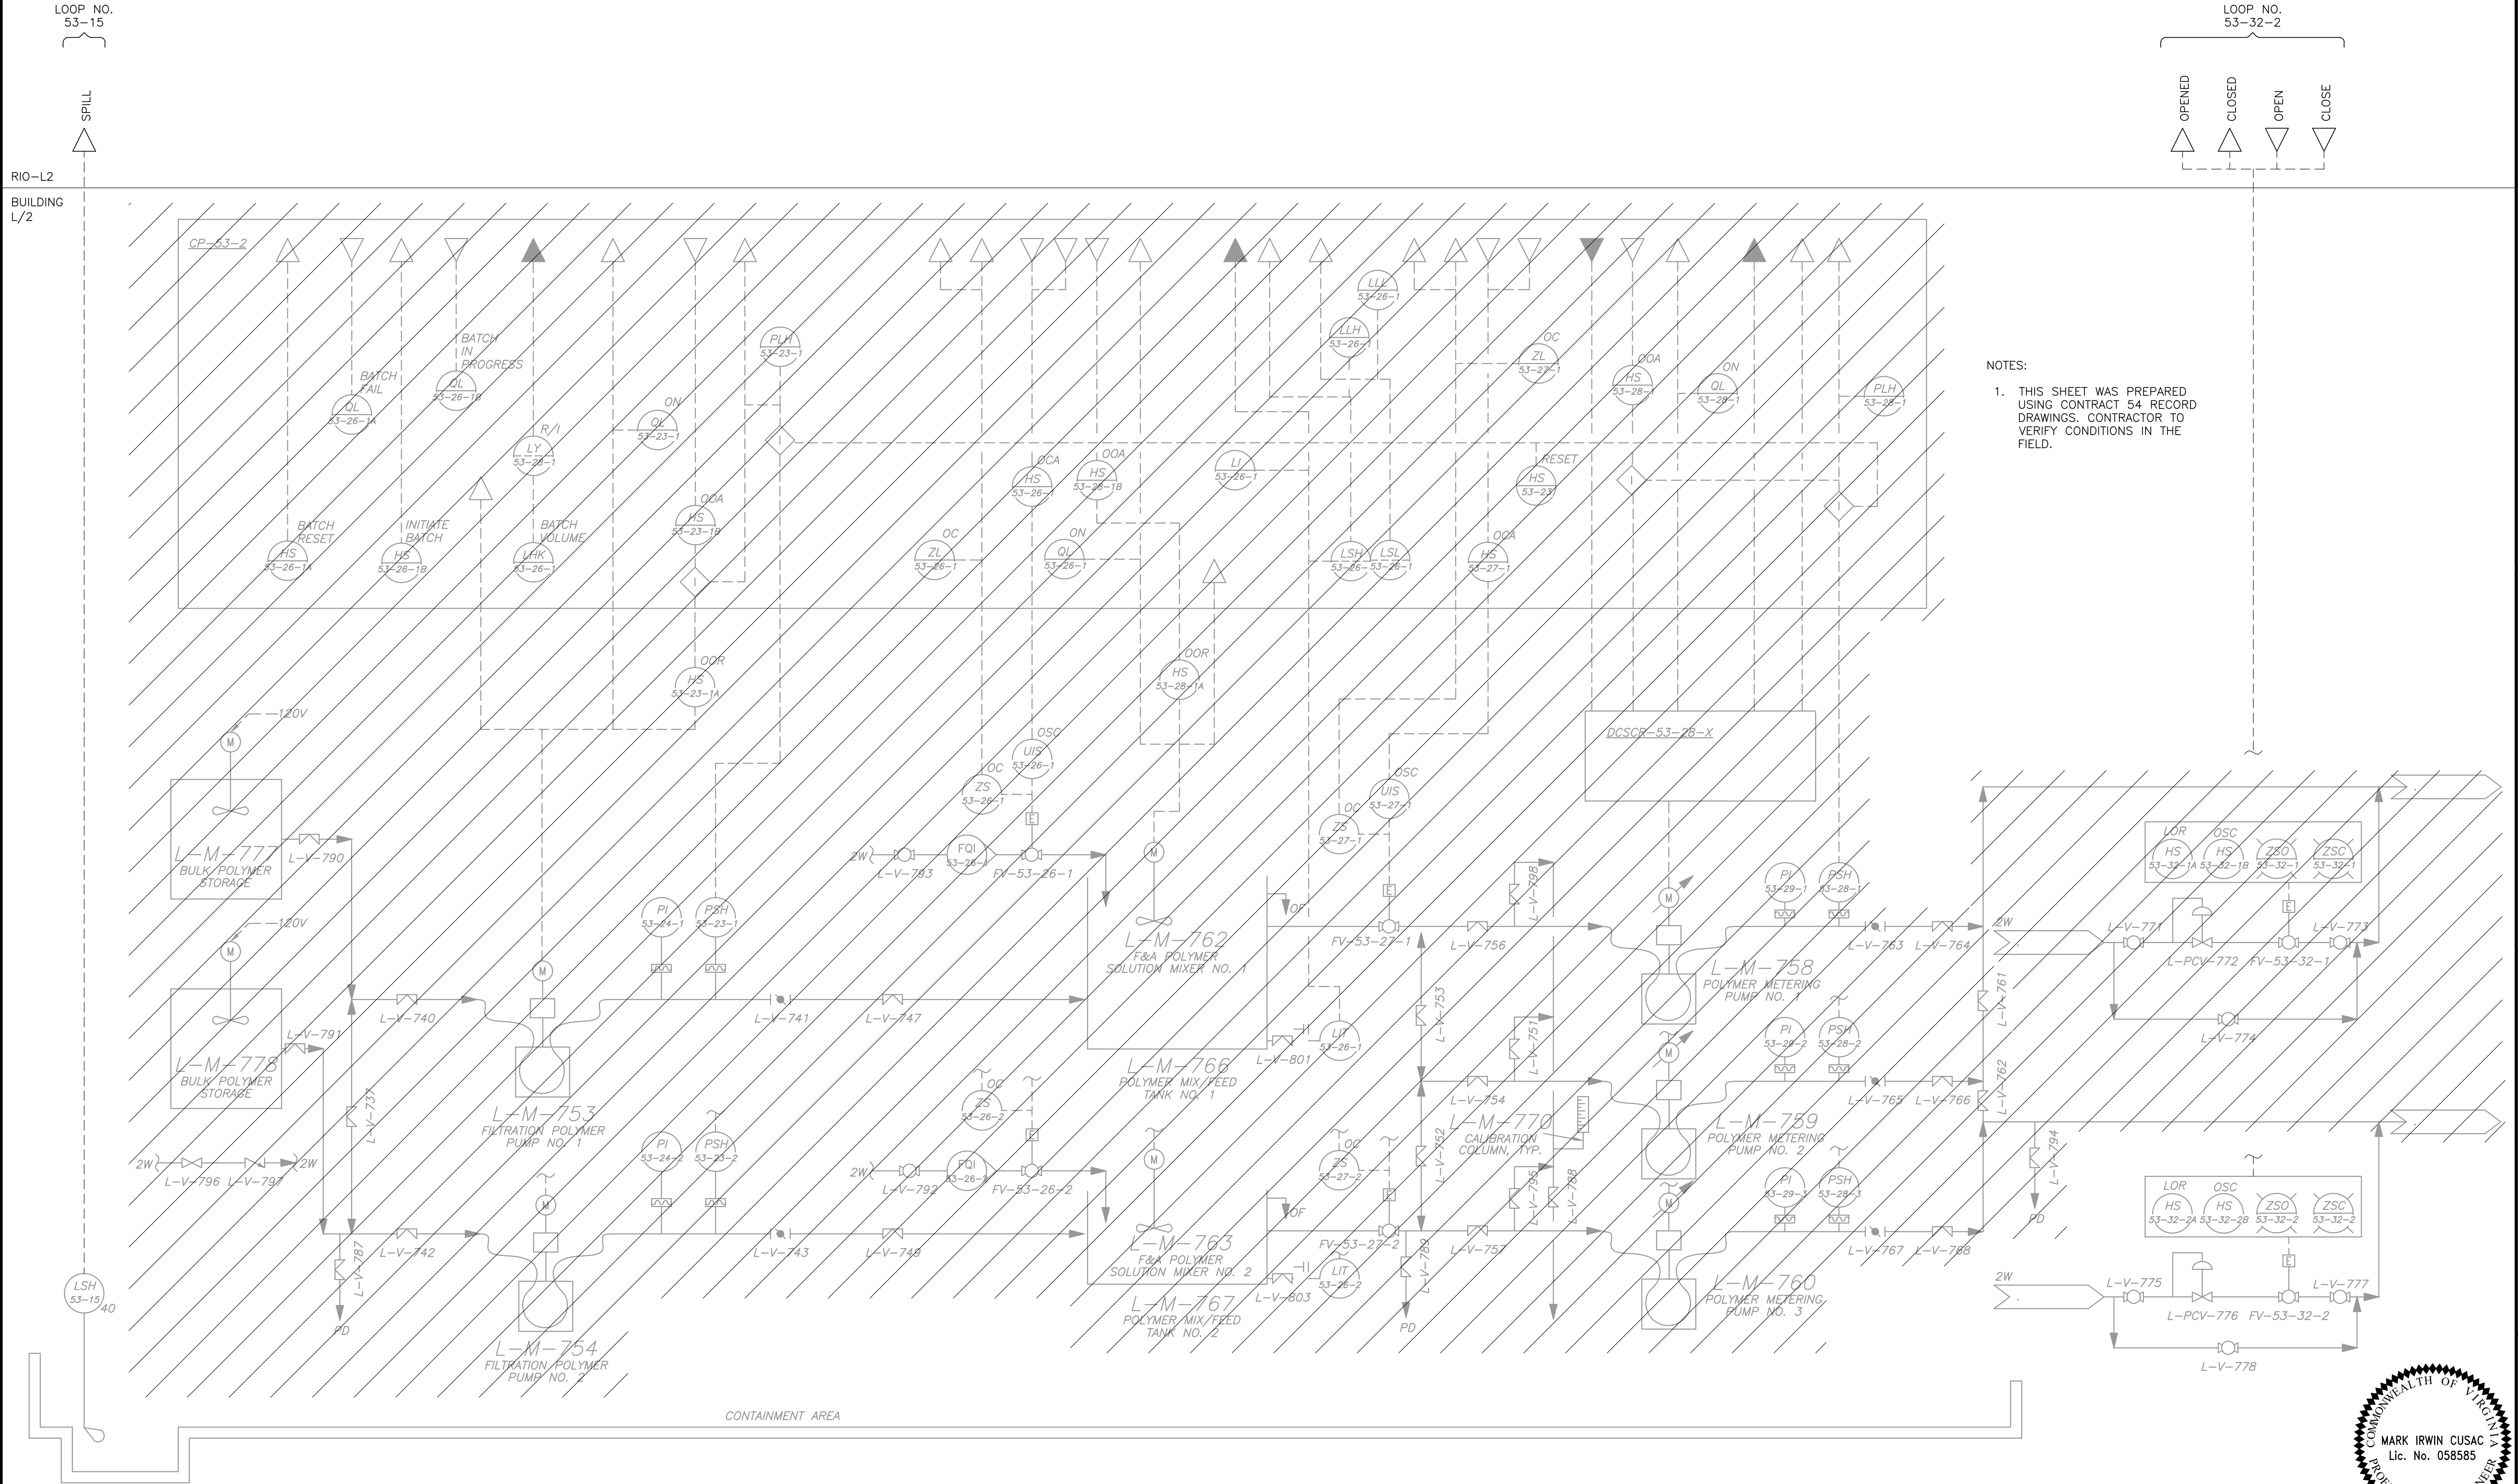 LOOP NO.
53-15
SPILL
LOOP NO.
53-32-2
OPENED
CLOSED
OPEN
CLOSE
RIO-L2
BUILDING
L/2
CP-53-2
BATCH
FAIL
QL
53-26-1A
BATCH
IN
PROGRESS
QL
53-26-1B
R/I
LY
53-28-1
ON
QL
53-23-1
PLH
53-23-1
BATCH
RESET
HS
53-26-1A
INITIATE
BATCH
HS
53-26-1B
BATCH
VOLUME
LHK
53-26-1
OOA
HS
53-23-1B
OC
ZL
53-26-1
OCA
HS
53-26-1
OOA
HS
53-28-1B
ON
QL
53-26-1
LI
53-26-1
LLL
53-26-1
LLH
53-26-1
LSH
53-26-
LSL
53-26-1
OC
ZL
53-27-1
RESET
HS
53-23
OCA
HS
53-27-1
OOA
HS
53-28-1
ON
QL
53-28-1
PLH
53-28-1
NOTES:
1. THIS SHEET WAS PREPARED
USING CONTRACT 54 RECORD
DRAWINGS. CONTRACTOR TO
VERIFY CONDITIONS IN THE
FIELD.
OOR
HS
53-23-1A
OOR
HS
53-28-1A
DCSCR-53-28-X
120V
M
L-M-777
BULK POLYMER
STORAGE
L-V-790
120V
M
L-M-778
BULK POLYMER
STORAGE
L-V-791
L-V-737
2W
L-V-796
L-V-797
2W
L-V-787
PD
L-V-740
M
L-M-753
FILTRATION POLYMER
PUMP NO. 1
L-V-742
M
L-M-754
FILTRATION POLYMER
PUMP NO. 2
PI
53-24-1
PSH
53-23-1
L-V-741
L-V-747
PI
53-24-2
PSH
53-23-2
L-V-743
L-V-749
OSC
UIS
53-26-1
OC
ZS
53-26-1
E
2W
L-V-793
FQI
53-26-1
FV-53-26-1
M
L-M-762
F&A POLYMER
SOLUTION MIXER NO. 1
OF
L-M-766
POLYMER MIX/FEED
TANK NO. 1
L-V-801
LIT
53-26-1
OC
ZS
53-26-2
E
2W
L-V-792
FQI
53-26-2
FV-53-26-2
M
L-M-763
F&A POLYMER
SOLUTION MIXER NO. 2
OF
L-M-767
POLYMER MIX/FEED
TANK NO. 2
L-V-803
LIT
53-26-2
OSC
UIS
53-27-1
OC
ZS
53-27-1
E
FV-53-27-1
L-V-756
L-V-798
L-V-753
L-V-751
L-V-754
L-V-752
L-M-770
CALIBRATION
COLUMN, TYP.
OC
ZS
53-27-2
E
FV-53-27-2
L-V-789
PD
L-V-757
L-V-795
L-V-788
M
L-M-758
POLYMER METERING
PUMP NO. 1
PI
53-29-1
PSH
53-28-1
L-V-763
L-V-764
M
L-M-759
POLYMER METERING
PUMP NO. 2
PI
53-29-2
PSH
53-28-2
L-V-765
L-V-766
M
L-M-760
POLYMER METERING
PUMP NO. 3
PI
53-29-3
PSH
53-28-3
L-V-767
L-V-768
L-V-761
L-V-762
L-V-794
PD
LOR
HS
53-32-1A
OSC
HS
53-32-1B
ZSO
53-32-1
ZSC
53-32-1
2W
L-V-771
L-PCV-772
E
FV-53-32-1
L-V-773
L-V-774
LOR
HS
53-32-2A
OSC
HS
53-32-2B
ZSO
53-32-2
ZSC
53-32-2
2W
L-V-775
L-PCV-776
E
FV-53-32-2
L-V-777
L-V-778
LSH
53-15
40
CONTAINMENT AREA
COMMONWEALTH OF VIRGINIA
MARK IRWIN CUSAC
Lic. No. 058585